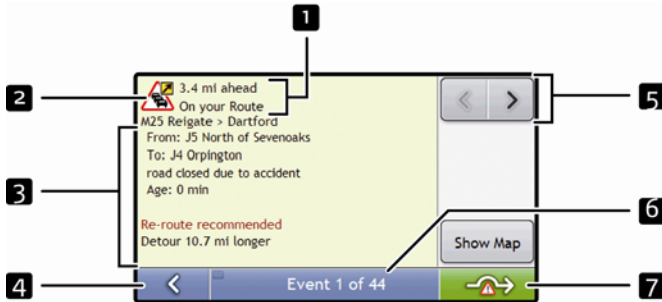 1
2
3.4 mi ahead
On your Route
5
M25 Reigate > Dartford
From: J5 North of Sevenoaks
To: J4 Orpington
road closed due to accident
3
Age: 0 min
6
Re-route recommended
Detour 10.7 mi longer
Show Map
4
Event 1 of 44
7